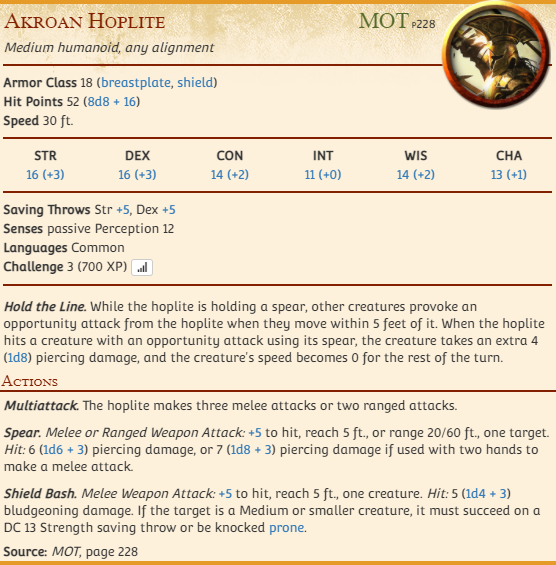 Akroan Hoplite MOT P228
Medium humanoid, any alignment
Armor Class 18 (breastplate, shield)
Hit Points 52 (8d8 + 16)
Speed 30 ft.
STR DEX CON INT WIS CHA
16 (+3) 16 (+3) 14 (+2) 11 (+0) 14 (+2) 13 (+1)
Saving Throws Str +5, Dex +5
Senses passive Perception 12
Languages Common
Challenge 3 (700 XP)
Hold the Line. While the hoplite is holding a spear, other creatures provoke an
opportunity attack from the hoplite when they move within 5 feet of it. When the hoplite
hits a creature with an opportunity attack using its spear, the creature takes an extra 4
(1d8) piercing damage, and the creature's speed becomes 0 for the rest of the turn.
Actions
Multiattack. The hoplite makes three melee attacks or two ranged attacks.
Spear. Melee or Ranged Weapon Attack: +5 to hit, reach 5 ft., or range 20/60 ft., one target.
Hit: 6 (1d6 + 3) piercing damage, or 7 (1d8 + 3) piercing damage if used with two hands to
make a melee attack.
Shield Bash. Melee Weapon Attack: +5 to hit, reach 5 ft., one creature. Hit: 5 (1d4 + 3)
bludgeoning damage. If the target is a Medium or smaller creature, it must succeed on a
DC 13 Strength saving throw or be knocked prone.
Source: MOT, page 228